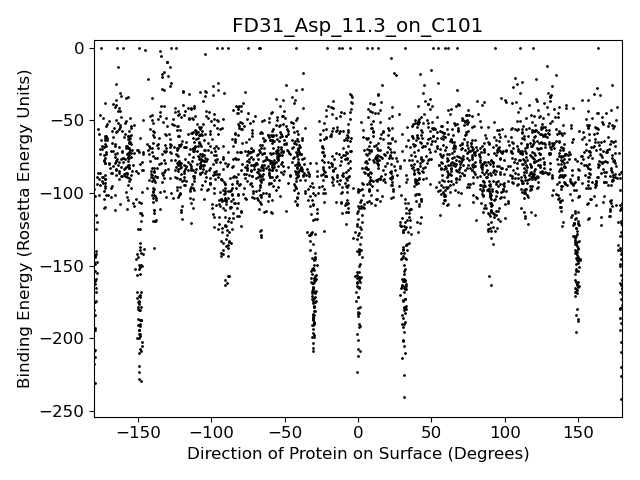 FD31_Asp_11.3_on_C101
Binding Energy (Rosetta Energy Units)
0
−50
−100
−150
−200
−250
−150 −100 −50 0 50 100 150
Direction of Protein on Surface (Degrees)